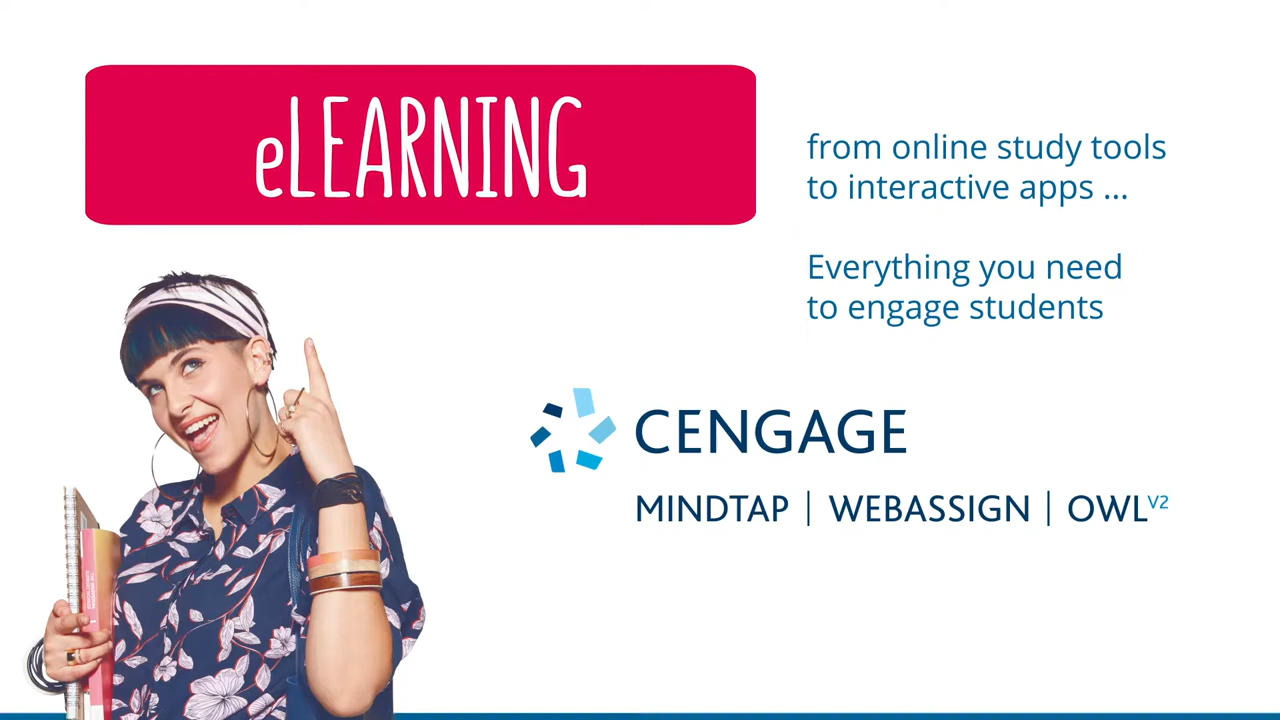 eLEARNING
from online study tools
to interactive apps ...
Everything you need
to engage students
CENGAGE
MINDTAP | WEBASSIGN | OWLV2